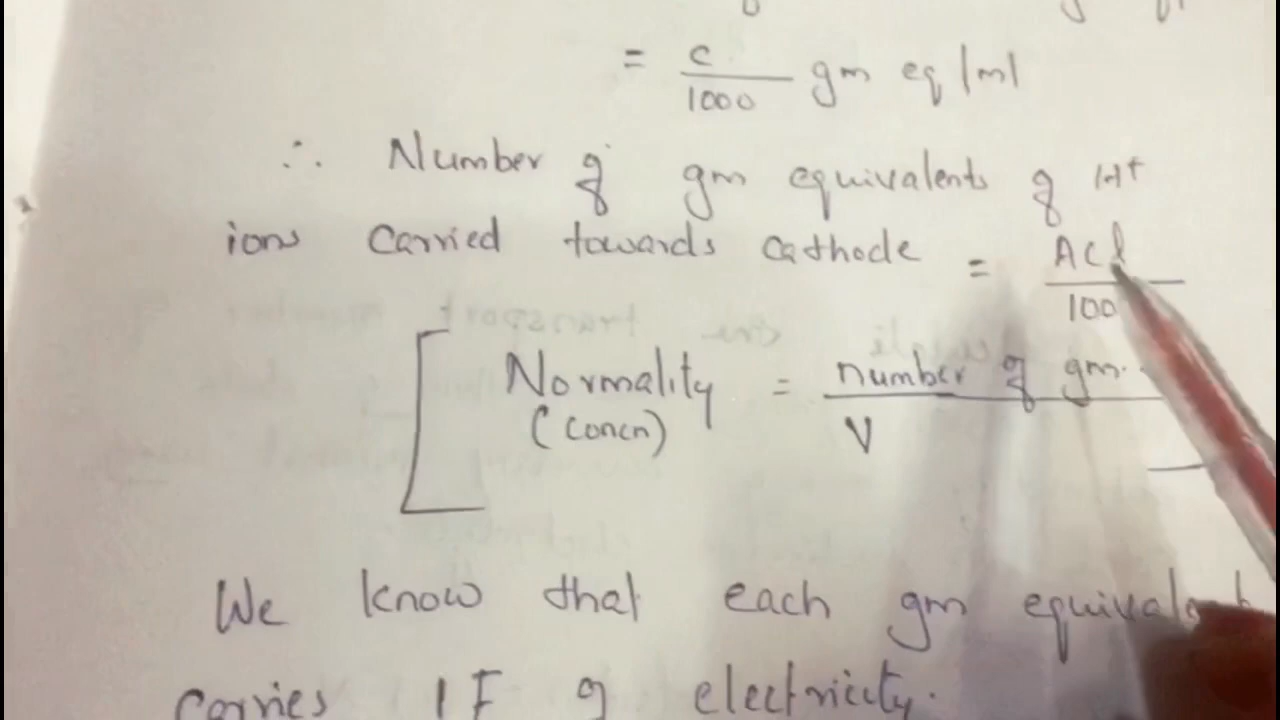 = C / 1000 gm eq/ml
∴ Number of gm equivalents of H+
ions carried towards cathode = ACl / 100
[ Normality = number of gm / V
(concn)
We know that each gm equivalent
carries 1 F of electricity.